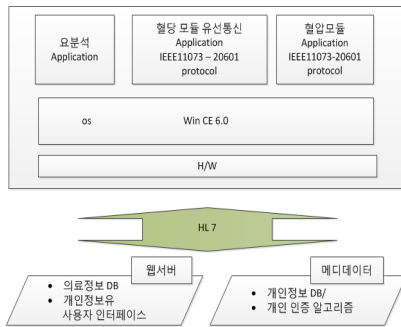 요분석
Application
혈당 모듈 유선통신
Application
IEEE11073 – 20601
protocol
혈압모듈
Application
IEEE11073-20601
protocol
os Win CE 6.0
H/W
HL 7
웹서버
• 의료정보 DB
• 개인정보유
사용자 인터페이스
메디데이터
• 개인정보 DB/
• 개인 인증 알고리즘